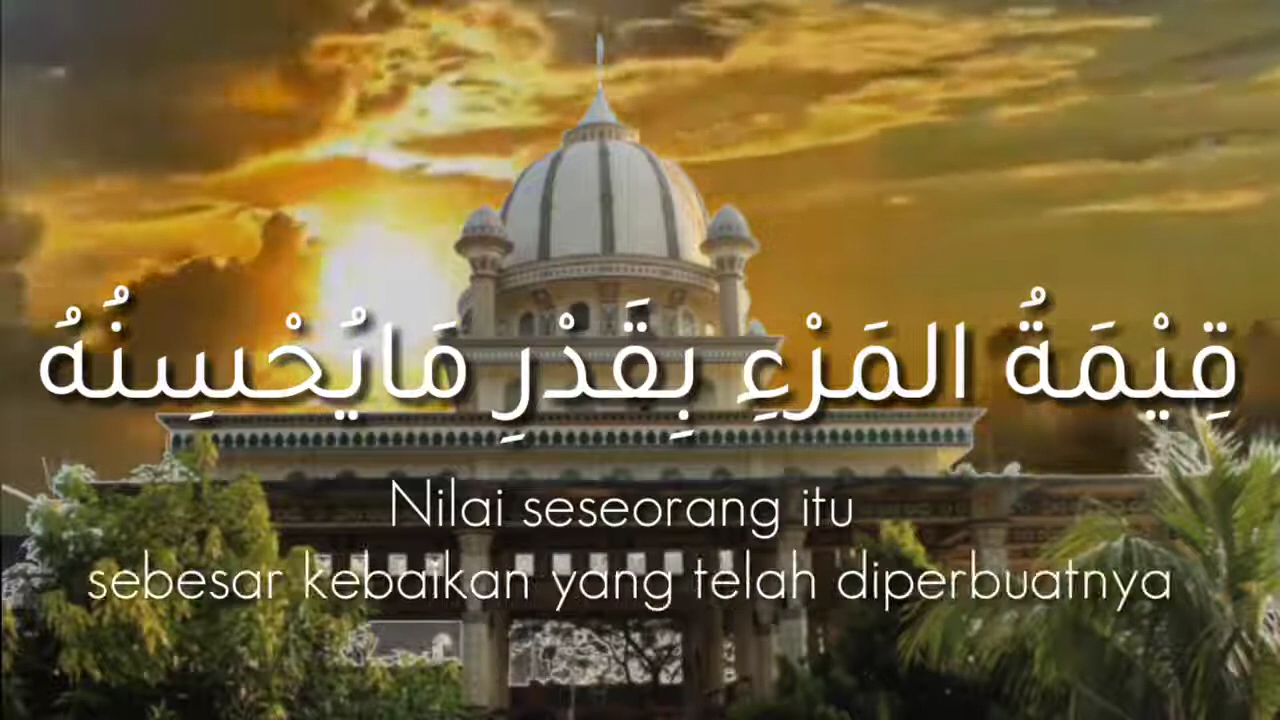 قِيْمَةُ المَرْءِ بِقَدْرِ مَايُحْسِنُهُ
Nilai seseorang itu
sebesar kebaikan yang telah diperbuatnya